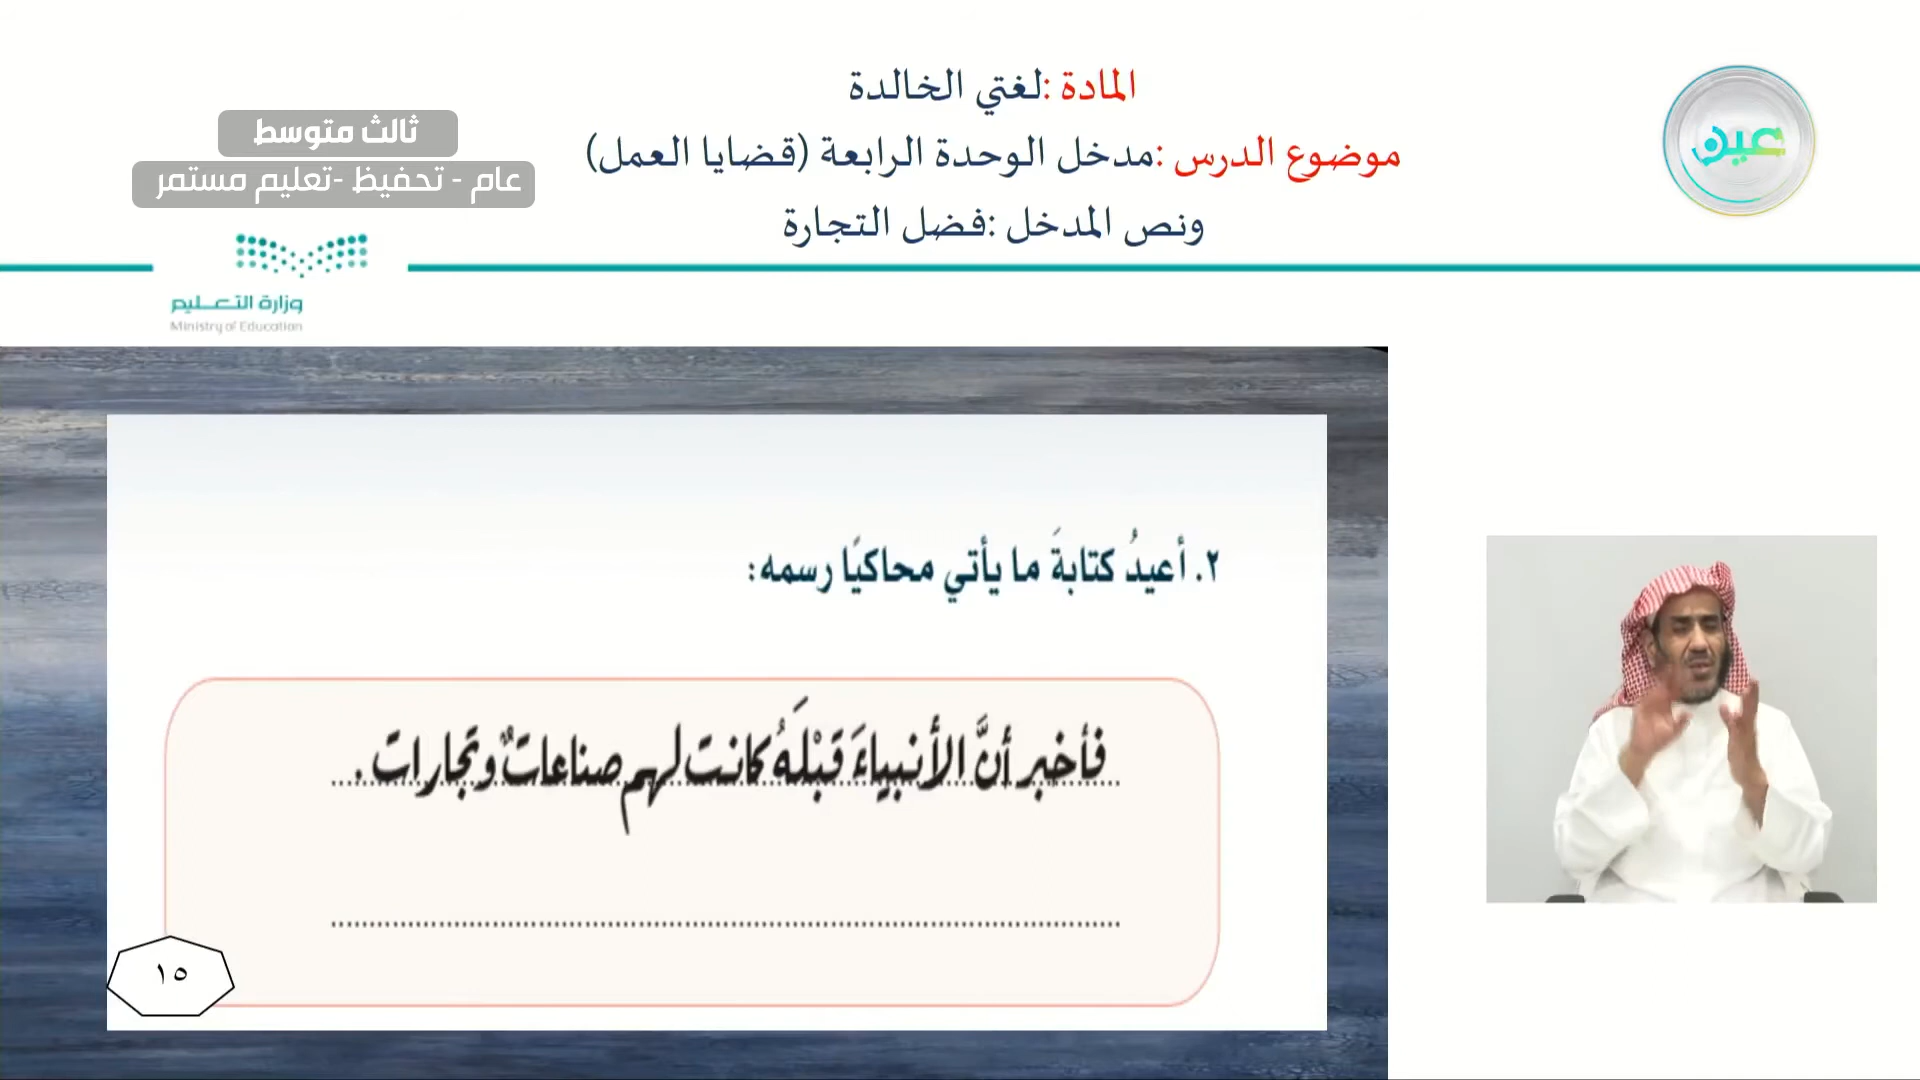 المادة :لغتي الخالدة
موضوع الدرس :مدخل الوحدة الرابعة (قضايا العمل)
ونص المدخل :فضل التجارة
عين
ثالث متوسط
عام - تحفيظ -تعليم مستمر
وزارة التعـــليم
Ministry of Education
٢. أعيدُ كتابةَ ما يأتي محاكيًا رسمه:
فأخبر أنَّ الأنبياءَ قَبْلَهُ كانت لهم صناعاتٌ وتجارات.
١٥